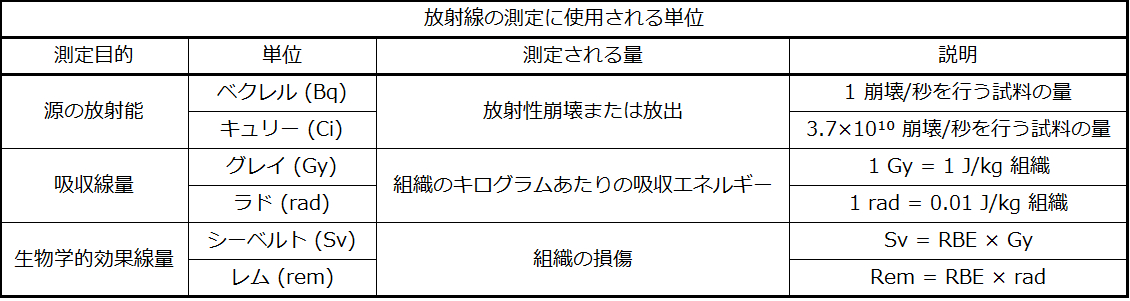 放射線の測定に使用される単位
測定目的 単位 測定される量 説明
源の放射能 ベクレル (Bq) 放射性崩壊または放出 1 崩壊/秒を行う試料の量
キュリー (Ci) 3.7×10¹⁰ 崩壊/秒を行う試料の量
吸収線量 グレイ (Gy) 組織のキログラムあたりの吸収エネルギー 1 Gy = 1 J/kg 組織
ラド (rad) 1 rad = 0.01 J/kg 組織
生物学的効果線量 シーベルト (Sv) 組織の損傷 Sv = RBE × Gy
レム (rem) Rem = RBE × rad